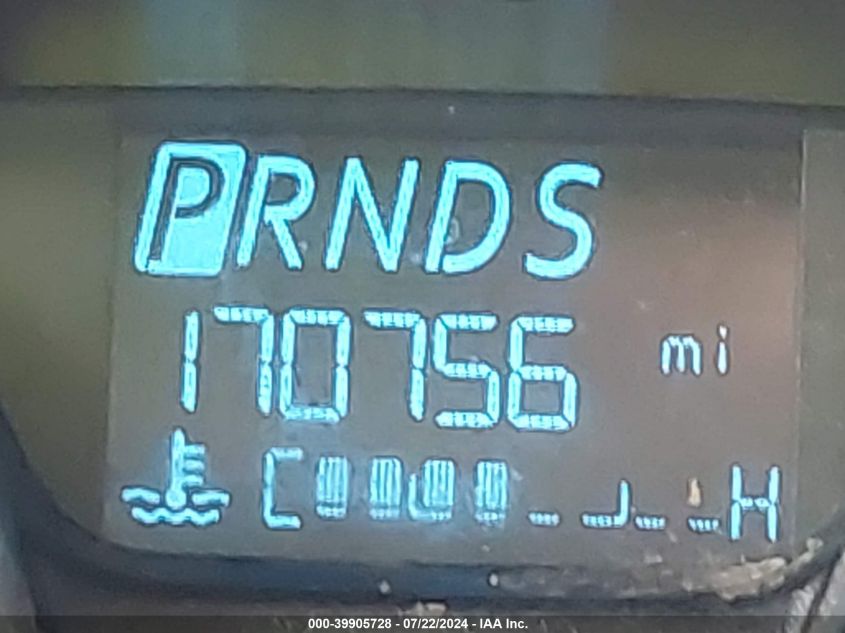 PRNDS
170756 mi
C H
000-39905728 - 07/22/2024 - IAA Inc.